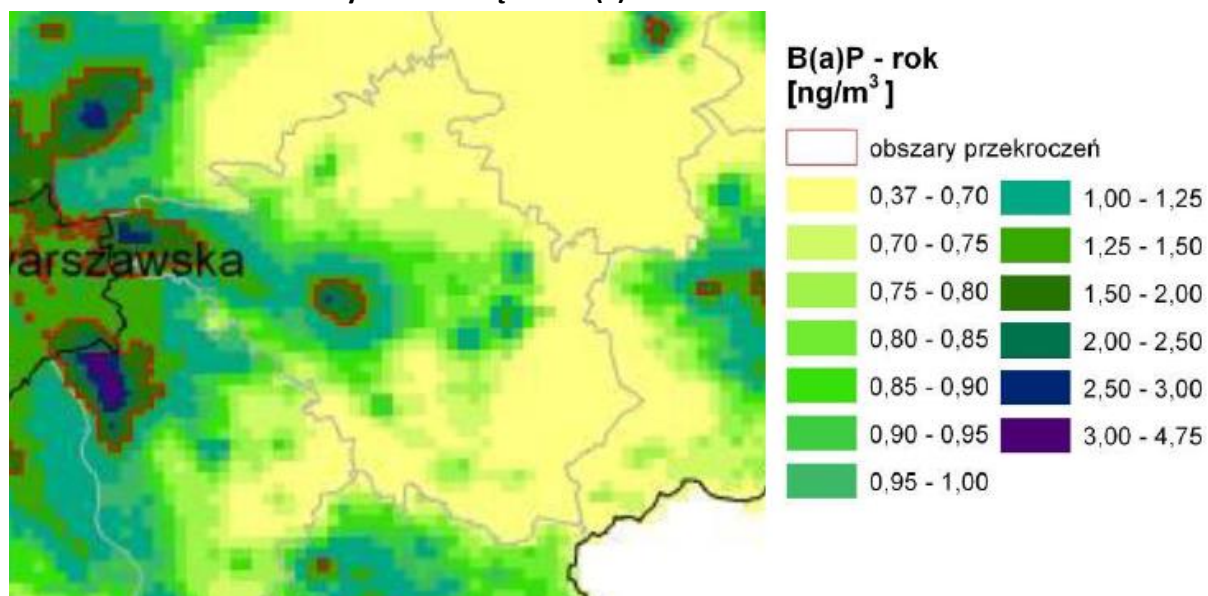 B(a)P - rok
[ng/m³ ]
obszary przekroczeń
0,37 - 0,70
1,00 - 1,25
0,70 - 0,75
1,25 - 1,50
0,75 - 0,80
1,50 - 2,00
0,80 - 0,85
2,00 - 2,50
0,85 - 0,90
2,50 - 3,00
0,90 - 0,95
3,00 - 4,75
0,95 - 1,00
arszawska